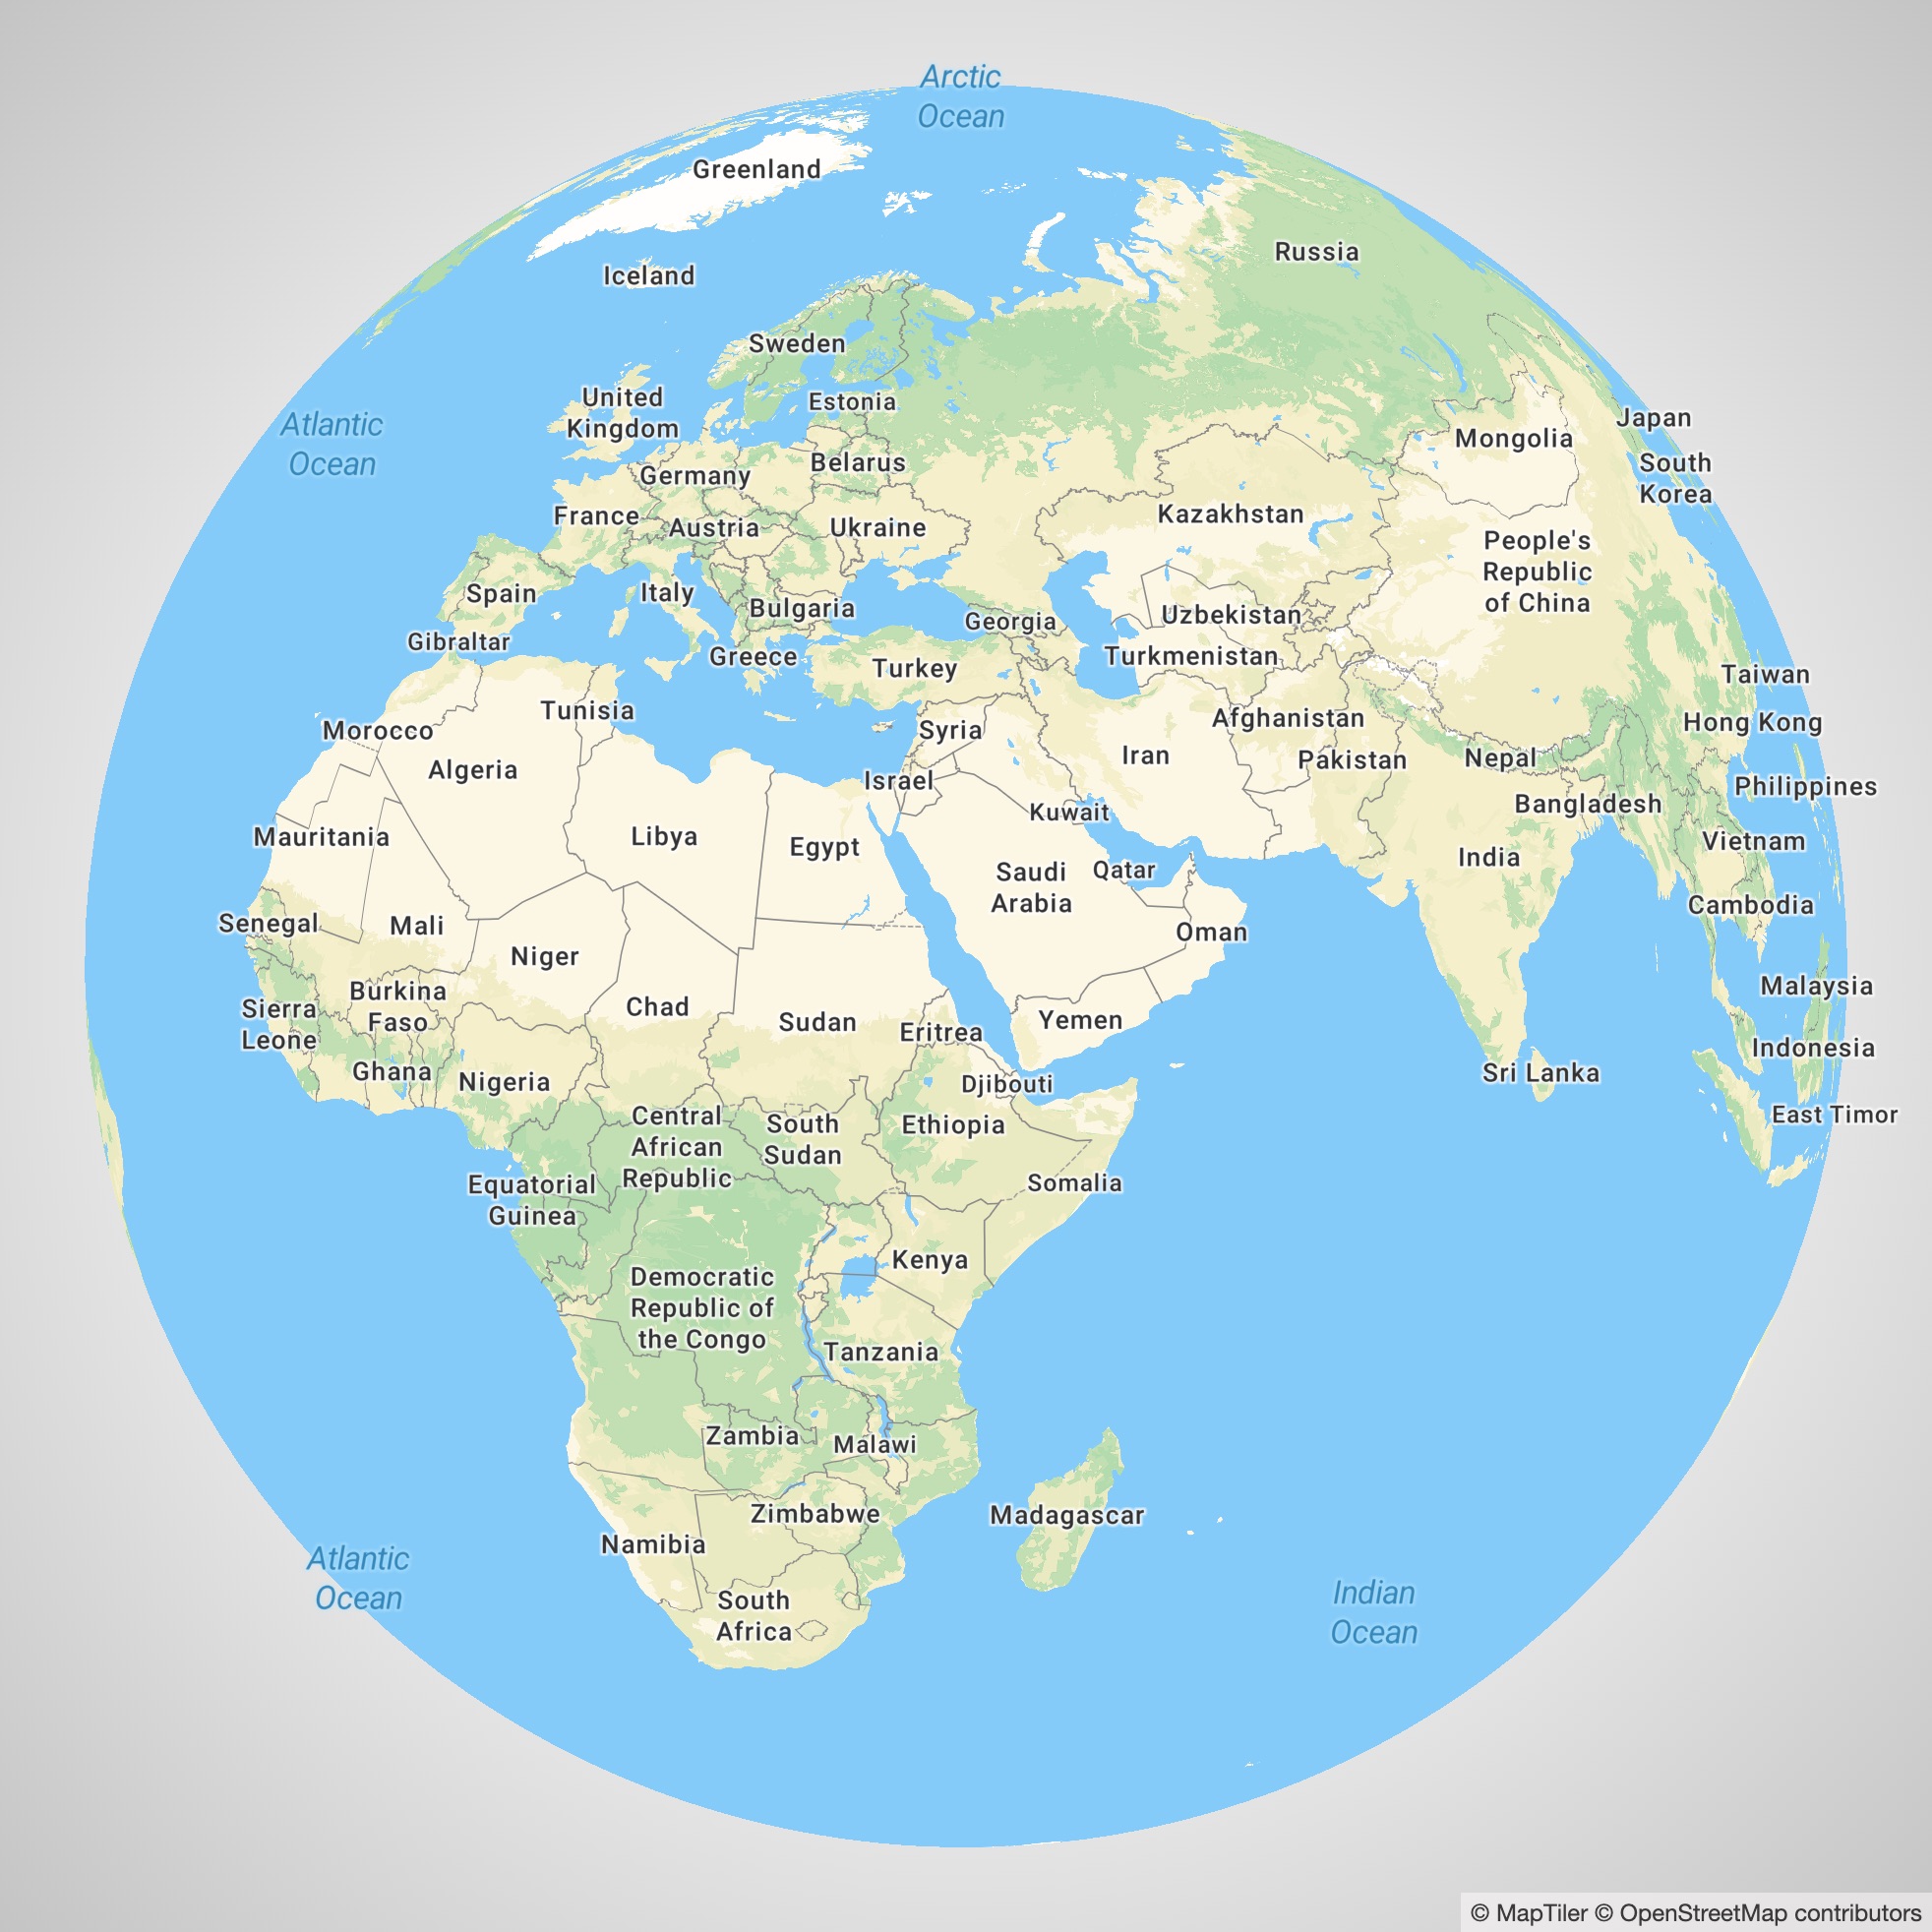 Arctic
Ocean
Greenland
Russia
Iceland
Sweden
United
Kingdom
Estonia
Japan
Atlantic
Ocean
Mongolia
Belarus
Germany
South
Korea
France
Austria
Ukraine
Kazakhstan
People's
Republic
of China
Spain
Italy
Bulgaria
Georgia
Uzbekistan
Gibraltar
Greece
Turkey
Turkmenistan
Taiwan
Tunisia
Morocco
Syria
Afghanistan
Hong Kong
Algeria
Israel
Iran
Pakistan
Nepal
Philippines
Kuwait
Bangladesh
Mauritania
Libya
Egypt
Vietnam
India
Saudi
Arabia
Qatar
Cambodia
Senegal
Mali
Oman
Niger
Burkina
Faso
Malaysia
Sierra
Leone
Chad
Sudan
Eritrea
Yemen
Indonesia
Ghana
Nigeria
Djibouti
Sri Lanka
Central
African
Republic
South
Sudan
Ethiopia
East Timor
Equatorial
Guinea
Somalia
Kenya
Democratic
Republic of
the Congo
Tanzania
Zambia
Malawi
Zimbabwe
Madagascar
Namibia
Atlantic
Ocean
South
Africa
Indian
Ocean
© MapTiler © OpenStreetMap contributors